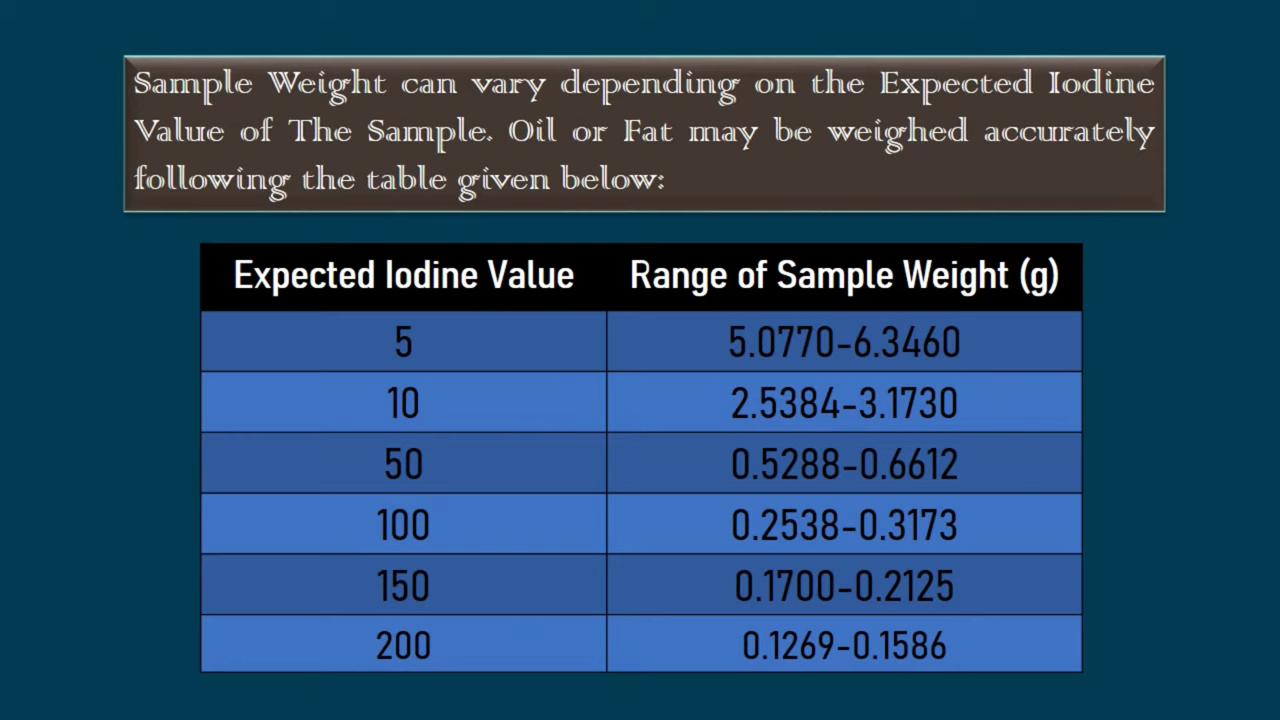 Sample Weight can vary depending on the Expected Iodine
Value of The Sample. Oil or Fat may be weighed accurately
following the table given below:
Expected Iodine Value Range of Sample Weight (g)
5 5.0770-6.3460
10 2.5384-3.1730
50 0.5288-0.6612
100 0.2538-0.3173
150 0.1700-0.2125
200 0.1269-0.1586